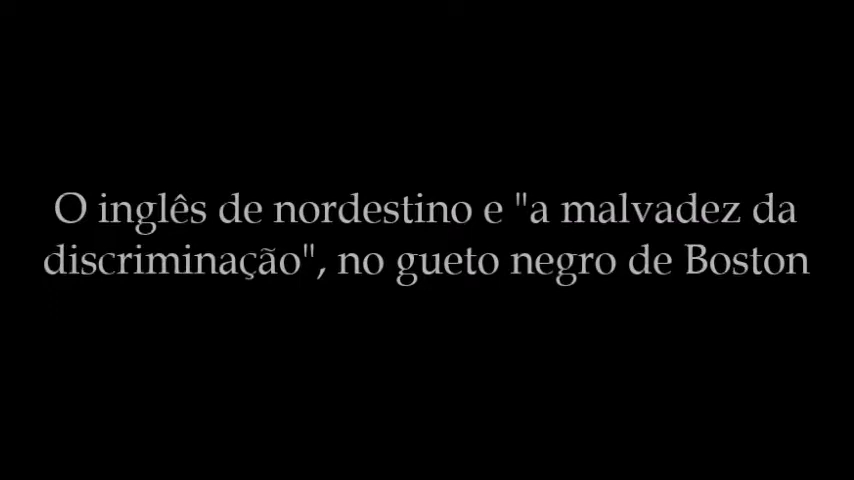 O inglês de nordestino e "a malvadez da
discriminação", no gueto negro de Boston